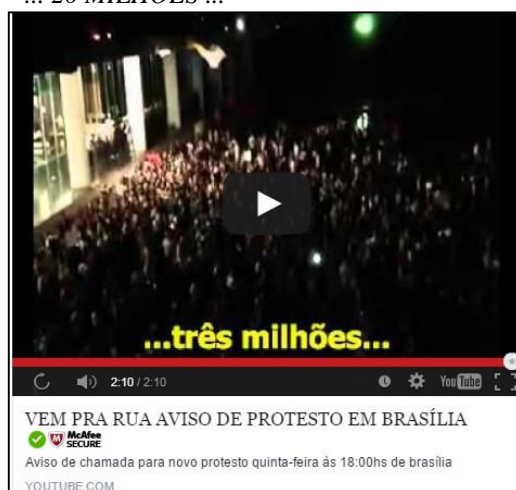 ... 20 MILHÕES ...
...três milhões...
2:10 / 2:10
YouTube
VEM PRA RUA AVISO DE PROTESTO EM BRASÍLIA
McAfee
SECURE
Aviso de chamada para novo protesto quinta-feira às 18:00hs de brasília
YOUTUBE.COM